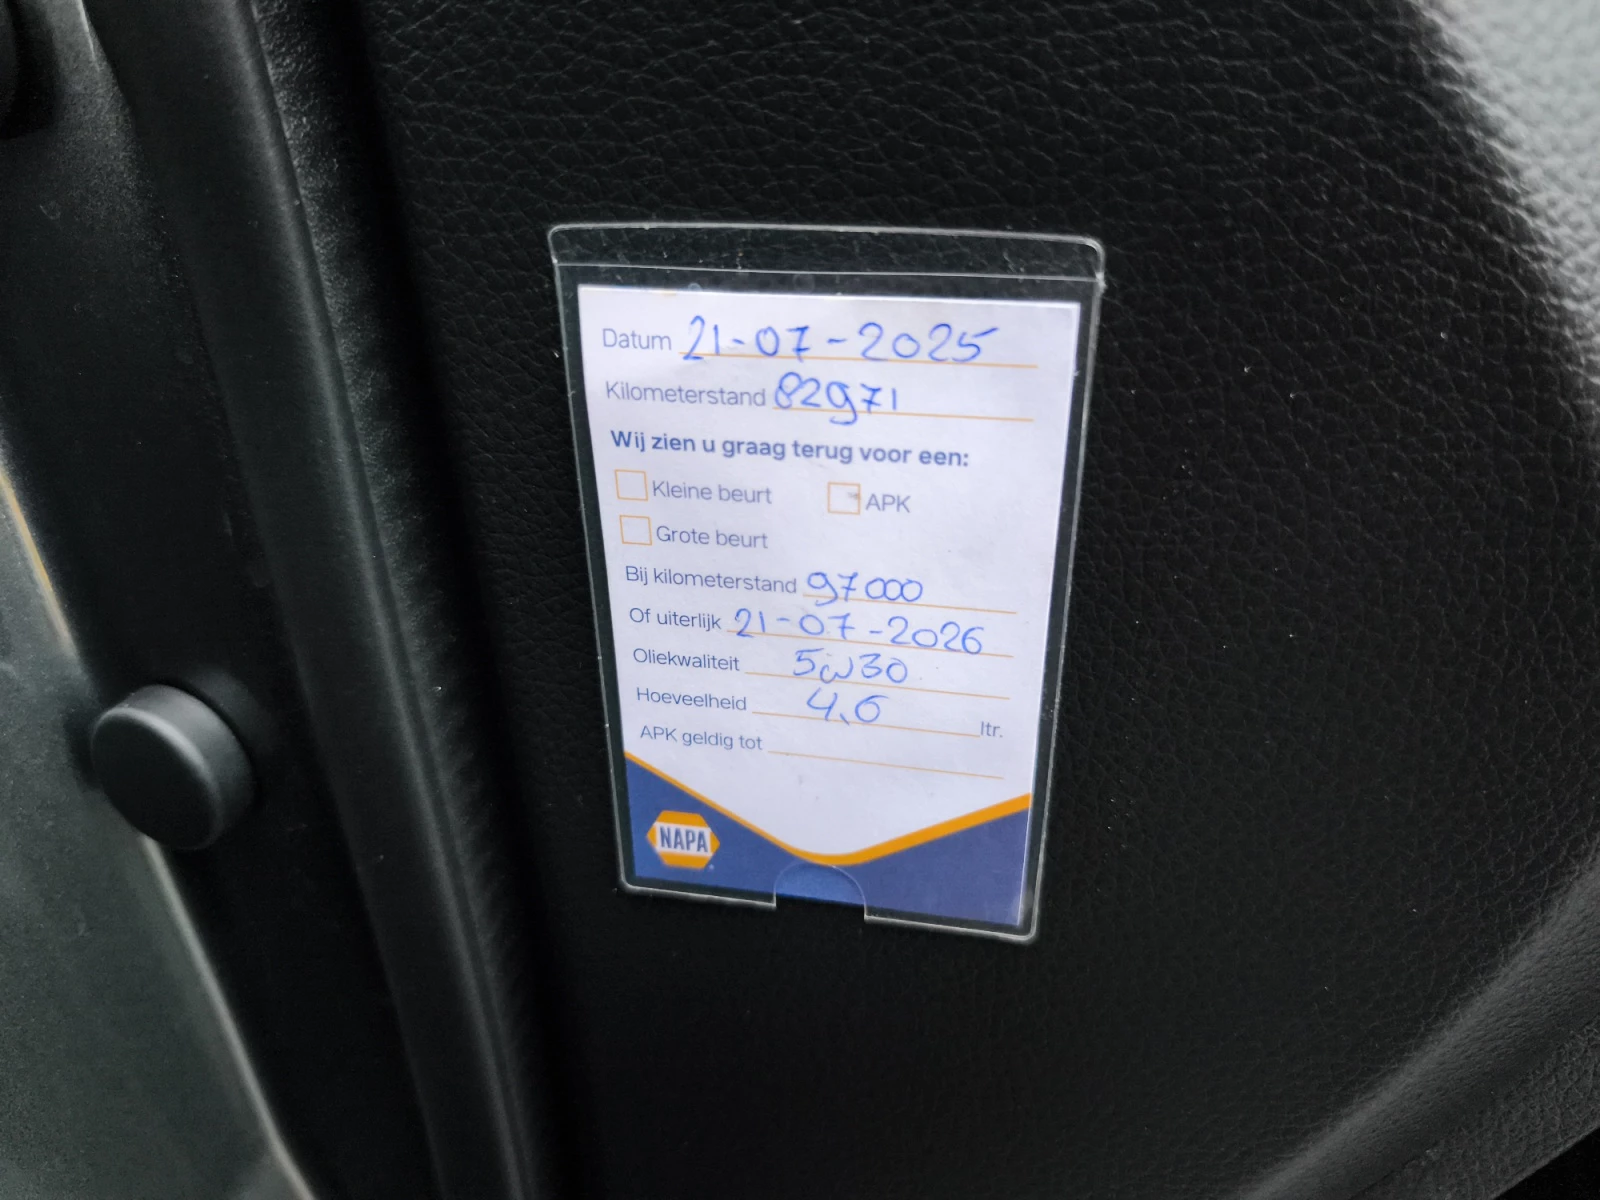 Datum 21-07-2025
Kilometerstand 82971
Wij zien u graag terug voor een:
Kleine beurt APK
Grote beurt
Bij kilometerstand 97000
Of uiterlijk 21-07-2026
Oliekwaliteit 5w30
Hoeveelheid 4.6 ltr.
APK geldig tot
NAPA